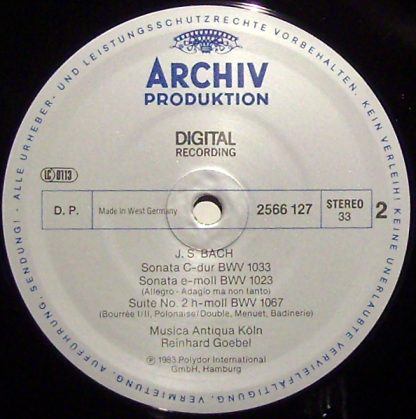 ALLE URHEBER- UND LEISTUNGSSCHUTZRECHTE VORBEHALTEN · KEIN VERLEIH! KEINE UNERLAUBTE VERVIELFÄLTIGUNG, VERMIETUNG, AUFFÜHRUNG, SENDUNG! ·
ARCHIV
PRODUKTION
DIGITAL
RECORDING
LC 0113
D. P.
Made in West Germany
2566 127
STEREO
33
2
J. S BACH
Sonata C-dur BWV 1033
Sonata e-moll BWV 1023
(Allegro - Adagio ma non tanto)
Suite No. 2 h-moll BWV 1067
(Bourrée I/II, Polonaise/Double, Menuet, Badinerie)
Musica Antiqua Köln
Reinhard Goebel
Ⓟ 1983 Polydor International
GmbH, Hamburg